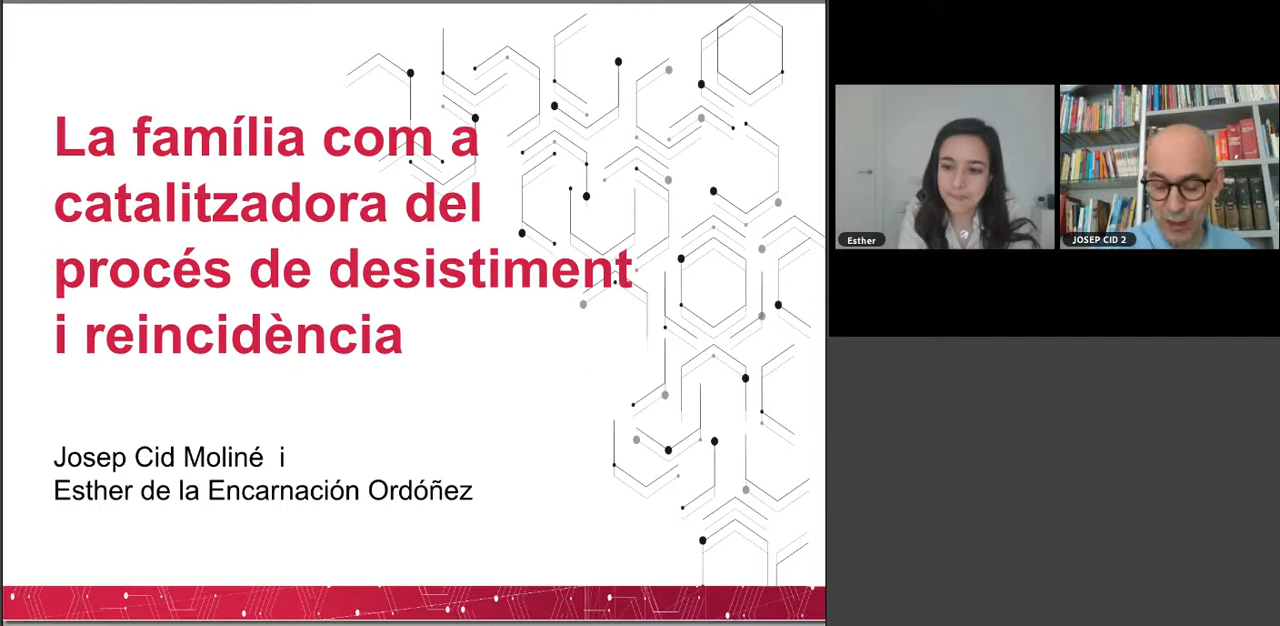 La família com a
catalitzadora del
procés de desistiment
i reincidència
Josep Cid Moliné i
Esther de la Encarnación Ordóñez
Esther
JOSEP CID 2